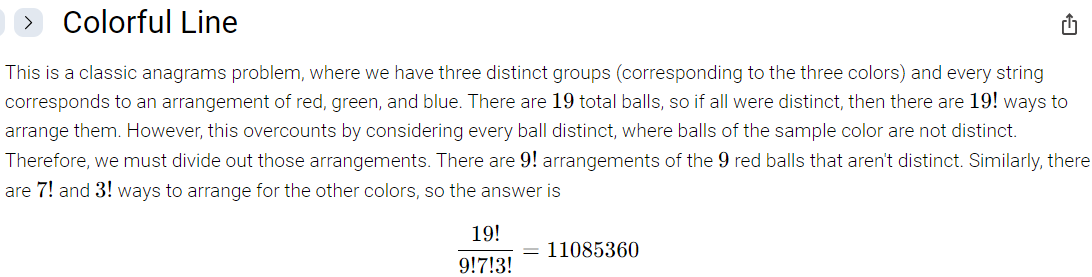 Colorful Line
This is a classic anagrams problem, where we have three distinct groups (corresponding to the three colors) and every string
corresponds to an arrangement of red, green, and blue. There are 19 total balls, so if all were distinct, then there are 19! ways to
arrange them. However, this overcounts by considering every ball distinct, where balls of the sample color are not distinct.
Therefore, we must divide out those arrangements. There are 9! arrangements of the 9 red balls that aren't distinct. Similarly, there
are 7! and 3! ways to arrange for the other colors, so the answer is
19!
9!7!3! = 11085360